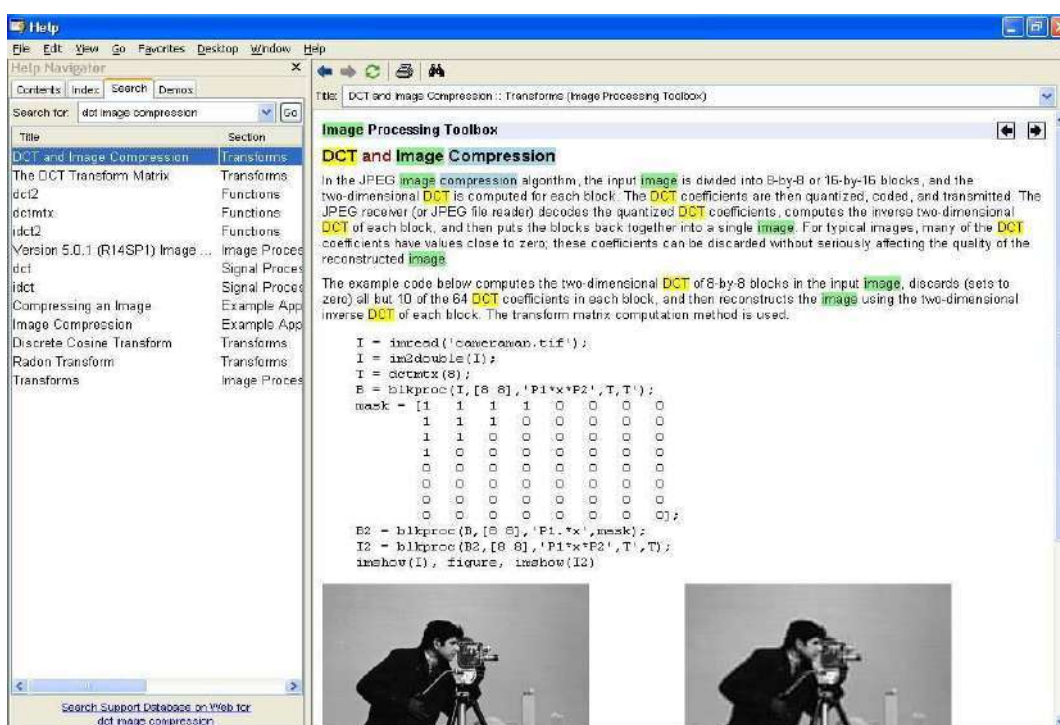 Help
File Edit View Go Favorites Desktop Window Help
Help Navigator
Contents Index Search Demos
Search for: dct image compression Go
Title Section
DCT and Image Compression Transforms
The DCT Transform Matrix Transforms
dct2 Functions
dctmtx Functions
idct2 Functions
Version 5.0.1 (R14SP1) Image ... Image Proces
dct Signal Proces
idct Signal Proces
Compressing an Image Example App
Image Compression Example App
Discrete Cosine Transform Transforms
Radon Transform Transforms
Transforms Image Proces
Search Support Database on Web for
dct image compression
Title: DCT and Image Compression :: Transforms (Image Processing Toolbox)
Image Processing Toolbox
DCT and Image Compression
In the JPEG image compression algorithm, the input image is divided into 8-by-8 or 16-by-16 blocks, and the
two-dimensional DCT is computed for each block. The DCT coefficients are then quantized, coded, and transmitted. The
JPEG receiver (or JPEG file reader) decodes the quantized DCT coefficients, computes the inverse two-dimensional
DCT of each block, and then puts the blocks back together into a single image. For typical images, many of the DCT
coefficients have values close to zero; these coefficients can be discarded without seriously affecting the quality of the
reconstructed image.
The example code below computes the two-dimensional DCT of 8-by-8 blocks in the input image, discards (sets to
zero) all but 10 of the 64 DCT coefficients in each block, and then reconstructs the image using the two-dimensional
inverse DCT of each block. The transform matrix computation method is used.
I = imread('cameraman.tif');
I = im2double(I);
T = dctmtx(8);
B = blkproc(I,[8 8],'P1*x*P2',T,T');
mask = [1 1 1 1 0 0 0 0
1 1 1 0 0 0 0 0
1 1 0 0 0 0 0 0
1 0 0 0 0 0 0 0
0 0 0 0 0 0 0 0
0 0 0 0 0 0 0 0
0 0 0 0 0 0 0 0
0 0 0 0 0 0 0 0];
B2 = blkproc(B,[8 8],'P1.*x',mask);
I2 = blkproc(B2,[8 8],'P1*x*P2',T',T);
imshow(I), figure, imshow(I2)